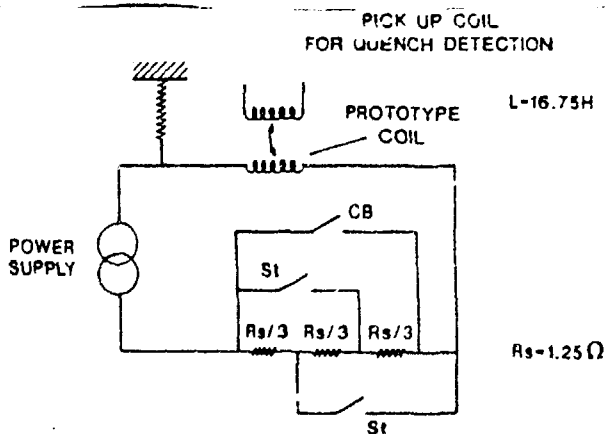 PICK UP COIL
FOR QUENCH DETECTION
L=16.75H
PROTOTYPE
COIL
CB
POWER
SUPPLY
St
Rs/3 Rs/3 Rs/3
Rs=1.25Ω
St